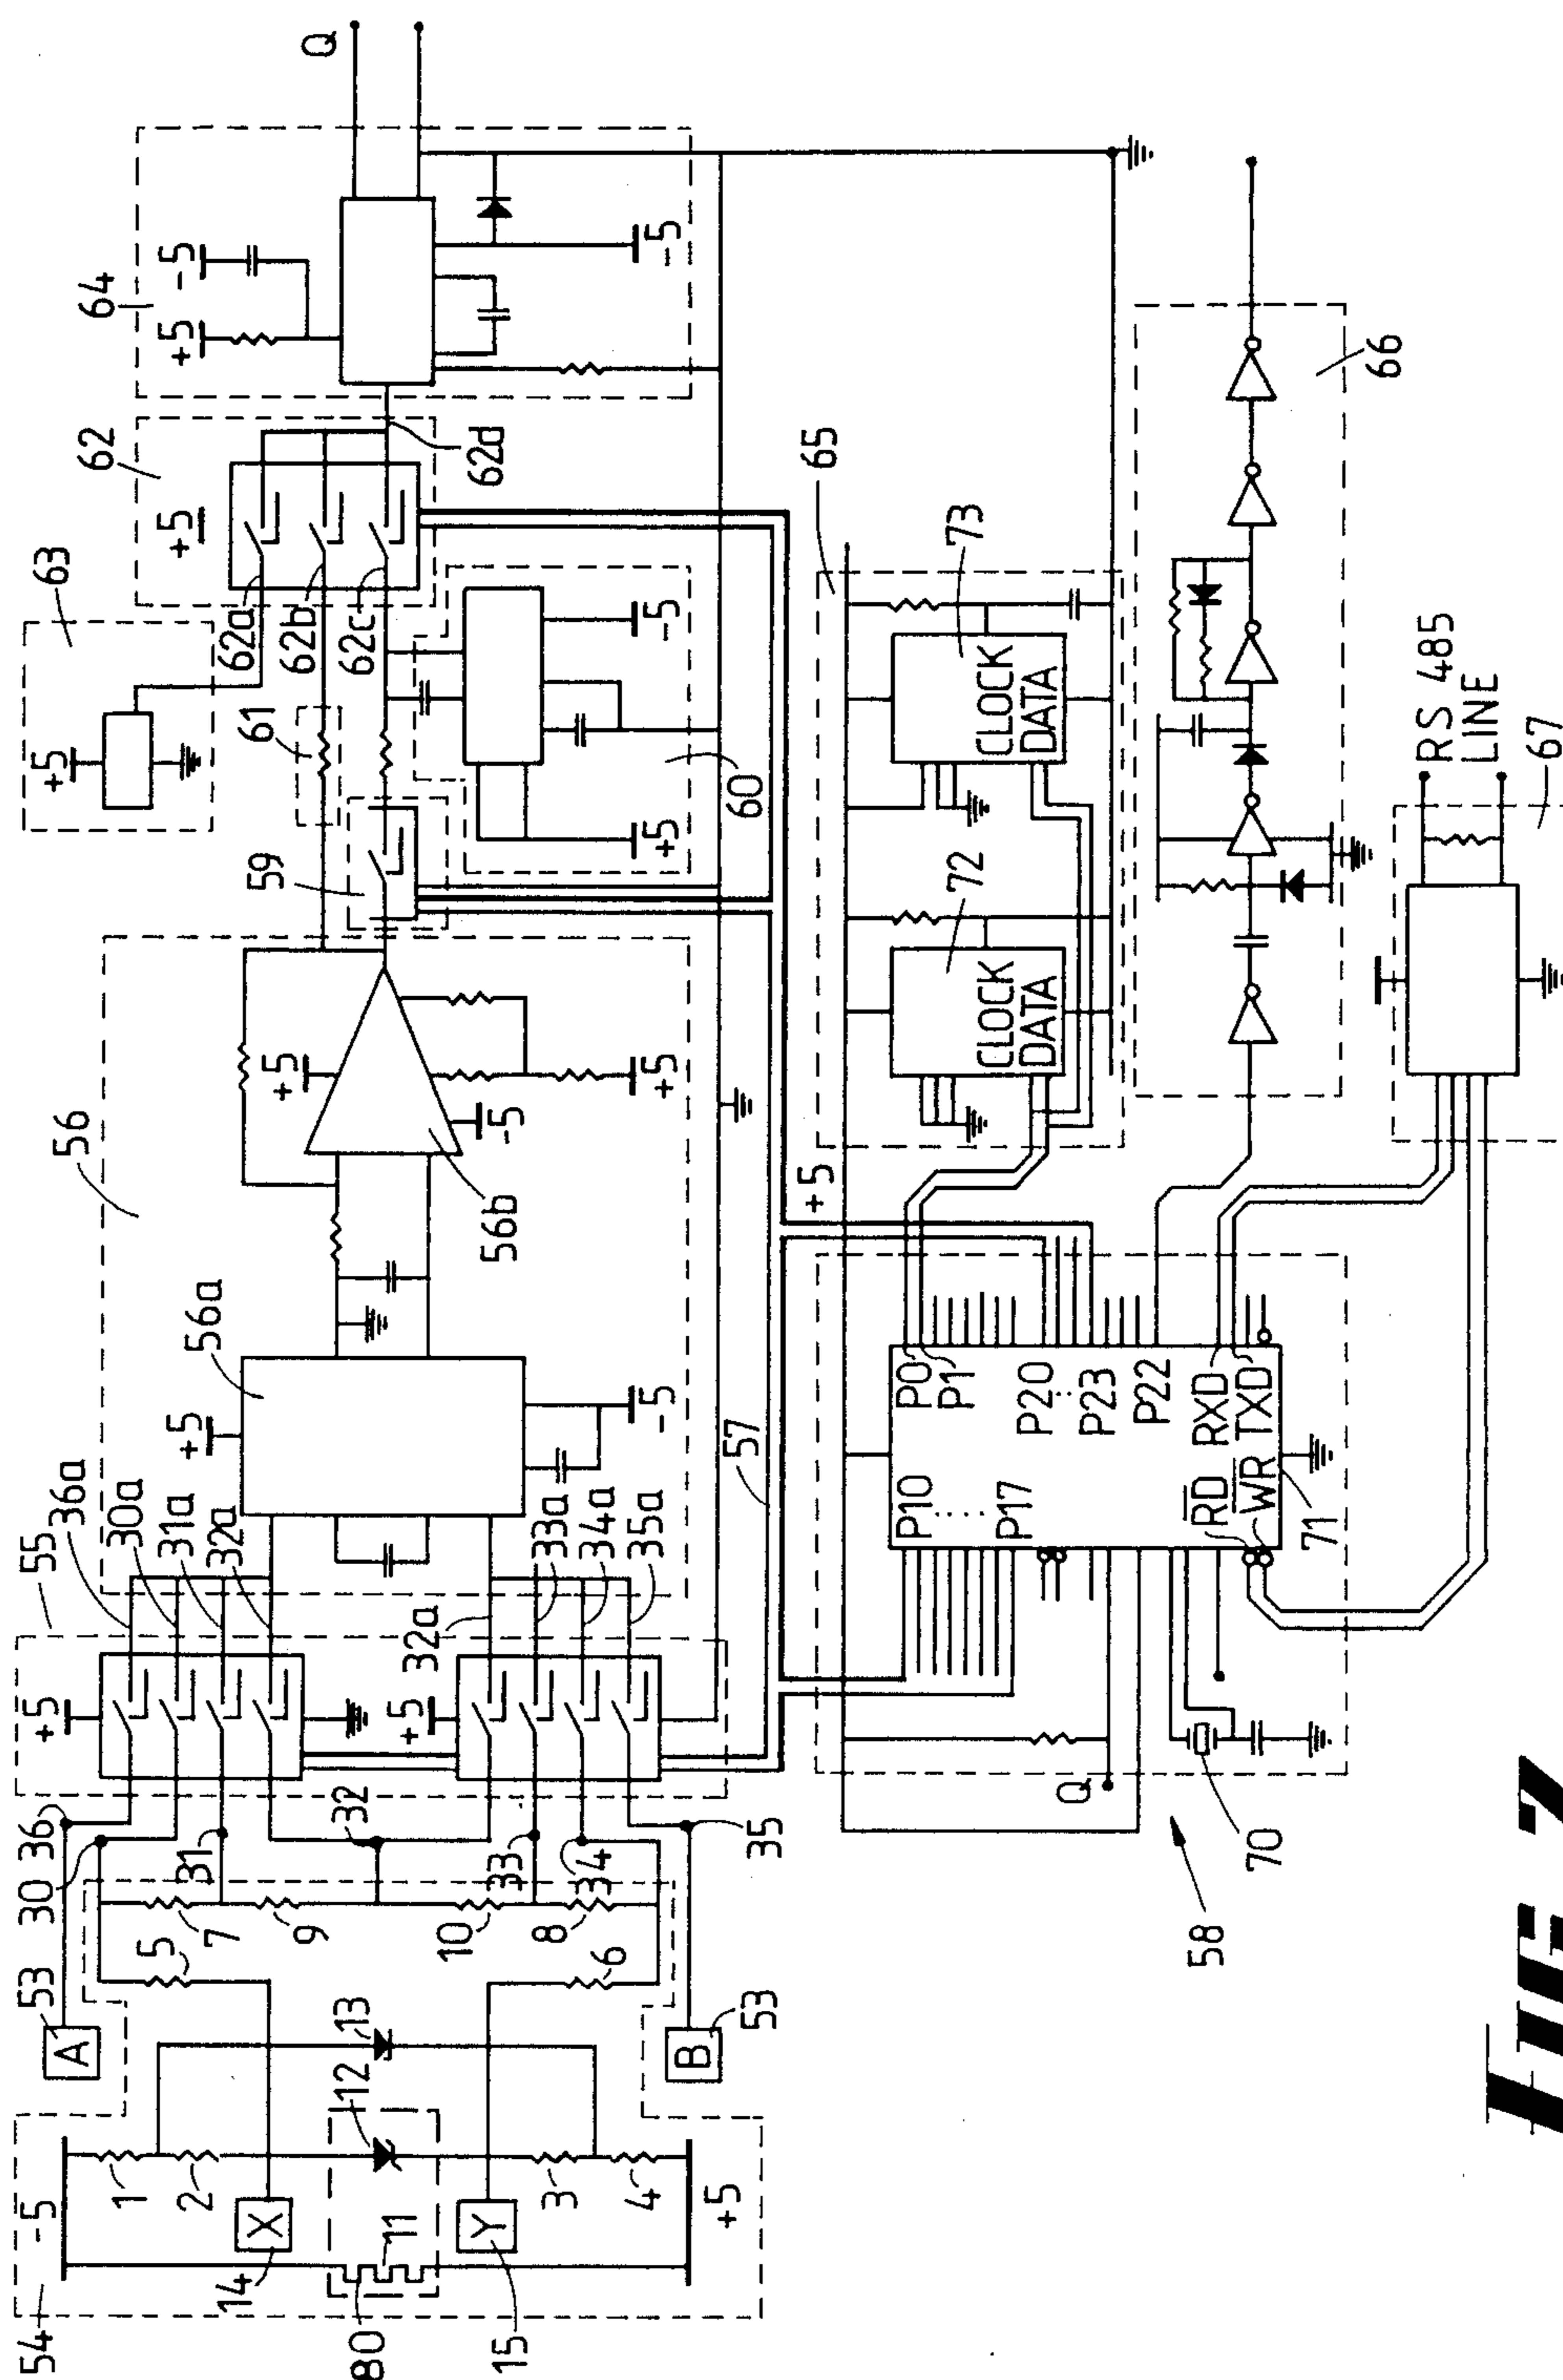 54
-5
80
14
X
11
15
Y
+5
1
2
12
13
3
4
A
53
B
53
5
6
7
9
10
8
30
36
31
32
33
34
35
55
+5
+5
36a
30a
31a
32a
32a
33a
34a
35a
56
+5
56a
-5
+5
56b
-5
+5
57
59
61
60
+5
-5
63
+5
62a
62b
62c
62
+5
62d
64
+5
-5
-5
Q
58
70
Q
P10
.....
P17
RD
WR
71
P0
P1
P20
..
P23
P22
RXD
TXD
+5
65
72
CLOCK
DATA
73
CLOCK
DATA
66
RS 485
LINE
67